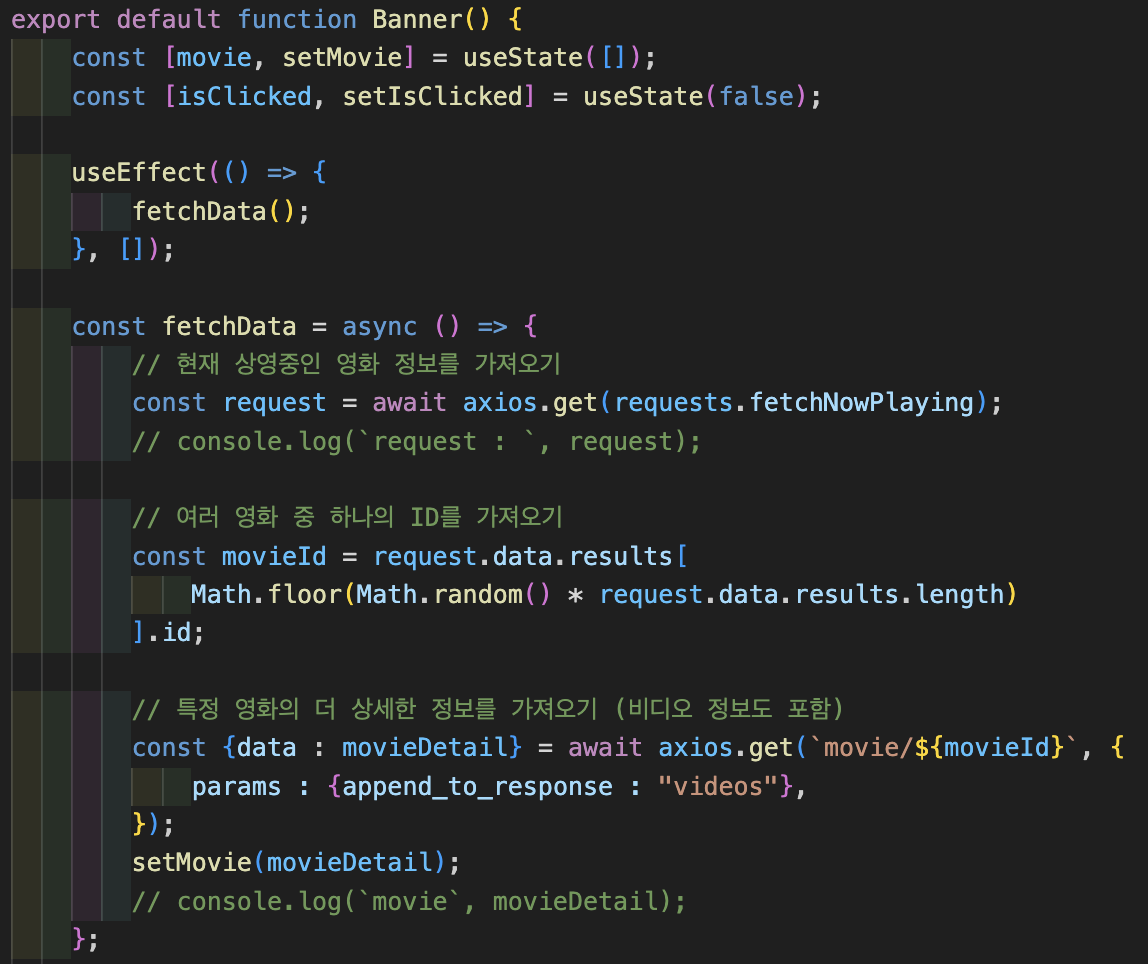 export default function Banner() {
const [movie, setMovie] = useState([]);
const [isClicked, setIsClicked] = useState(false);
useEffect(() => {
fetchData();
}, []);
const fetchData = async () => {
// 현재 상영중인 영화 정보를 가져오기
const request = await axios.get(requests.fetchNowPlaying);
// console.log(`request : `, request);
// 여러 영화 중 하나의 ID를 가져오기
const movieId = request.data.results[
Math.floor(Math.random() * request.data.results.length)
].id;
// 특정 영화의 더 상세한 정보를 가져오기 (비디오 정보도 포함)
const {data : movieDetail} = await axios.get(`movie/${movieId}`, {
params : {append_to_response : "videos"},
});
setMovie(movieDetail);
// console.log(`movie`, movieDetail);
};